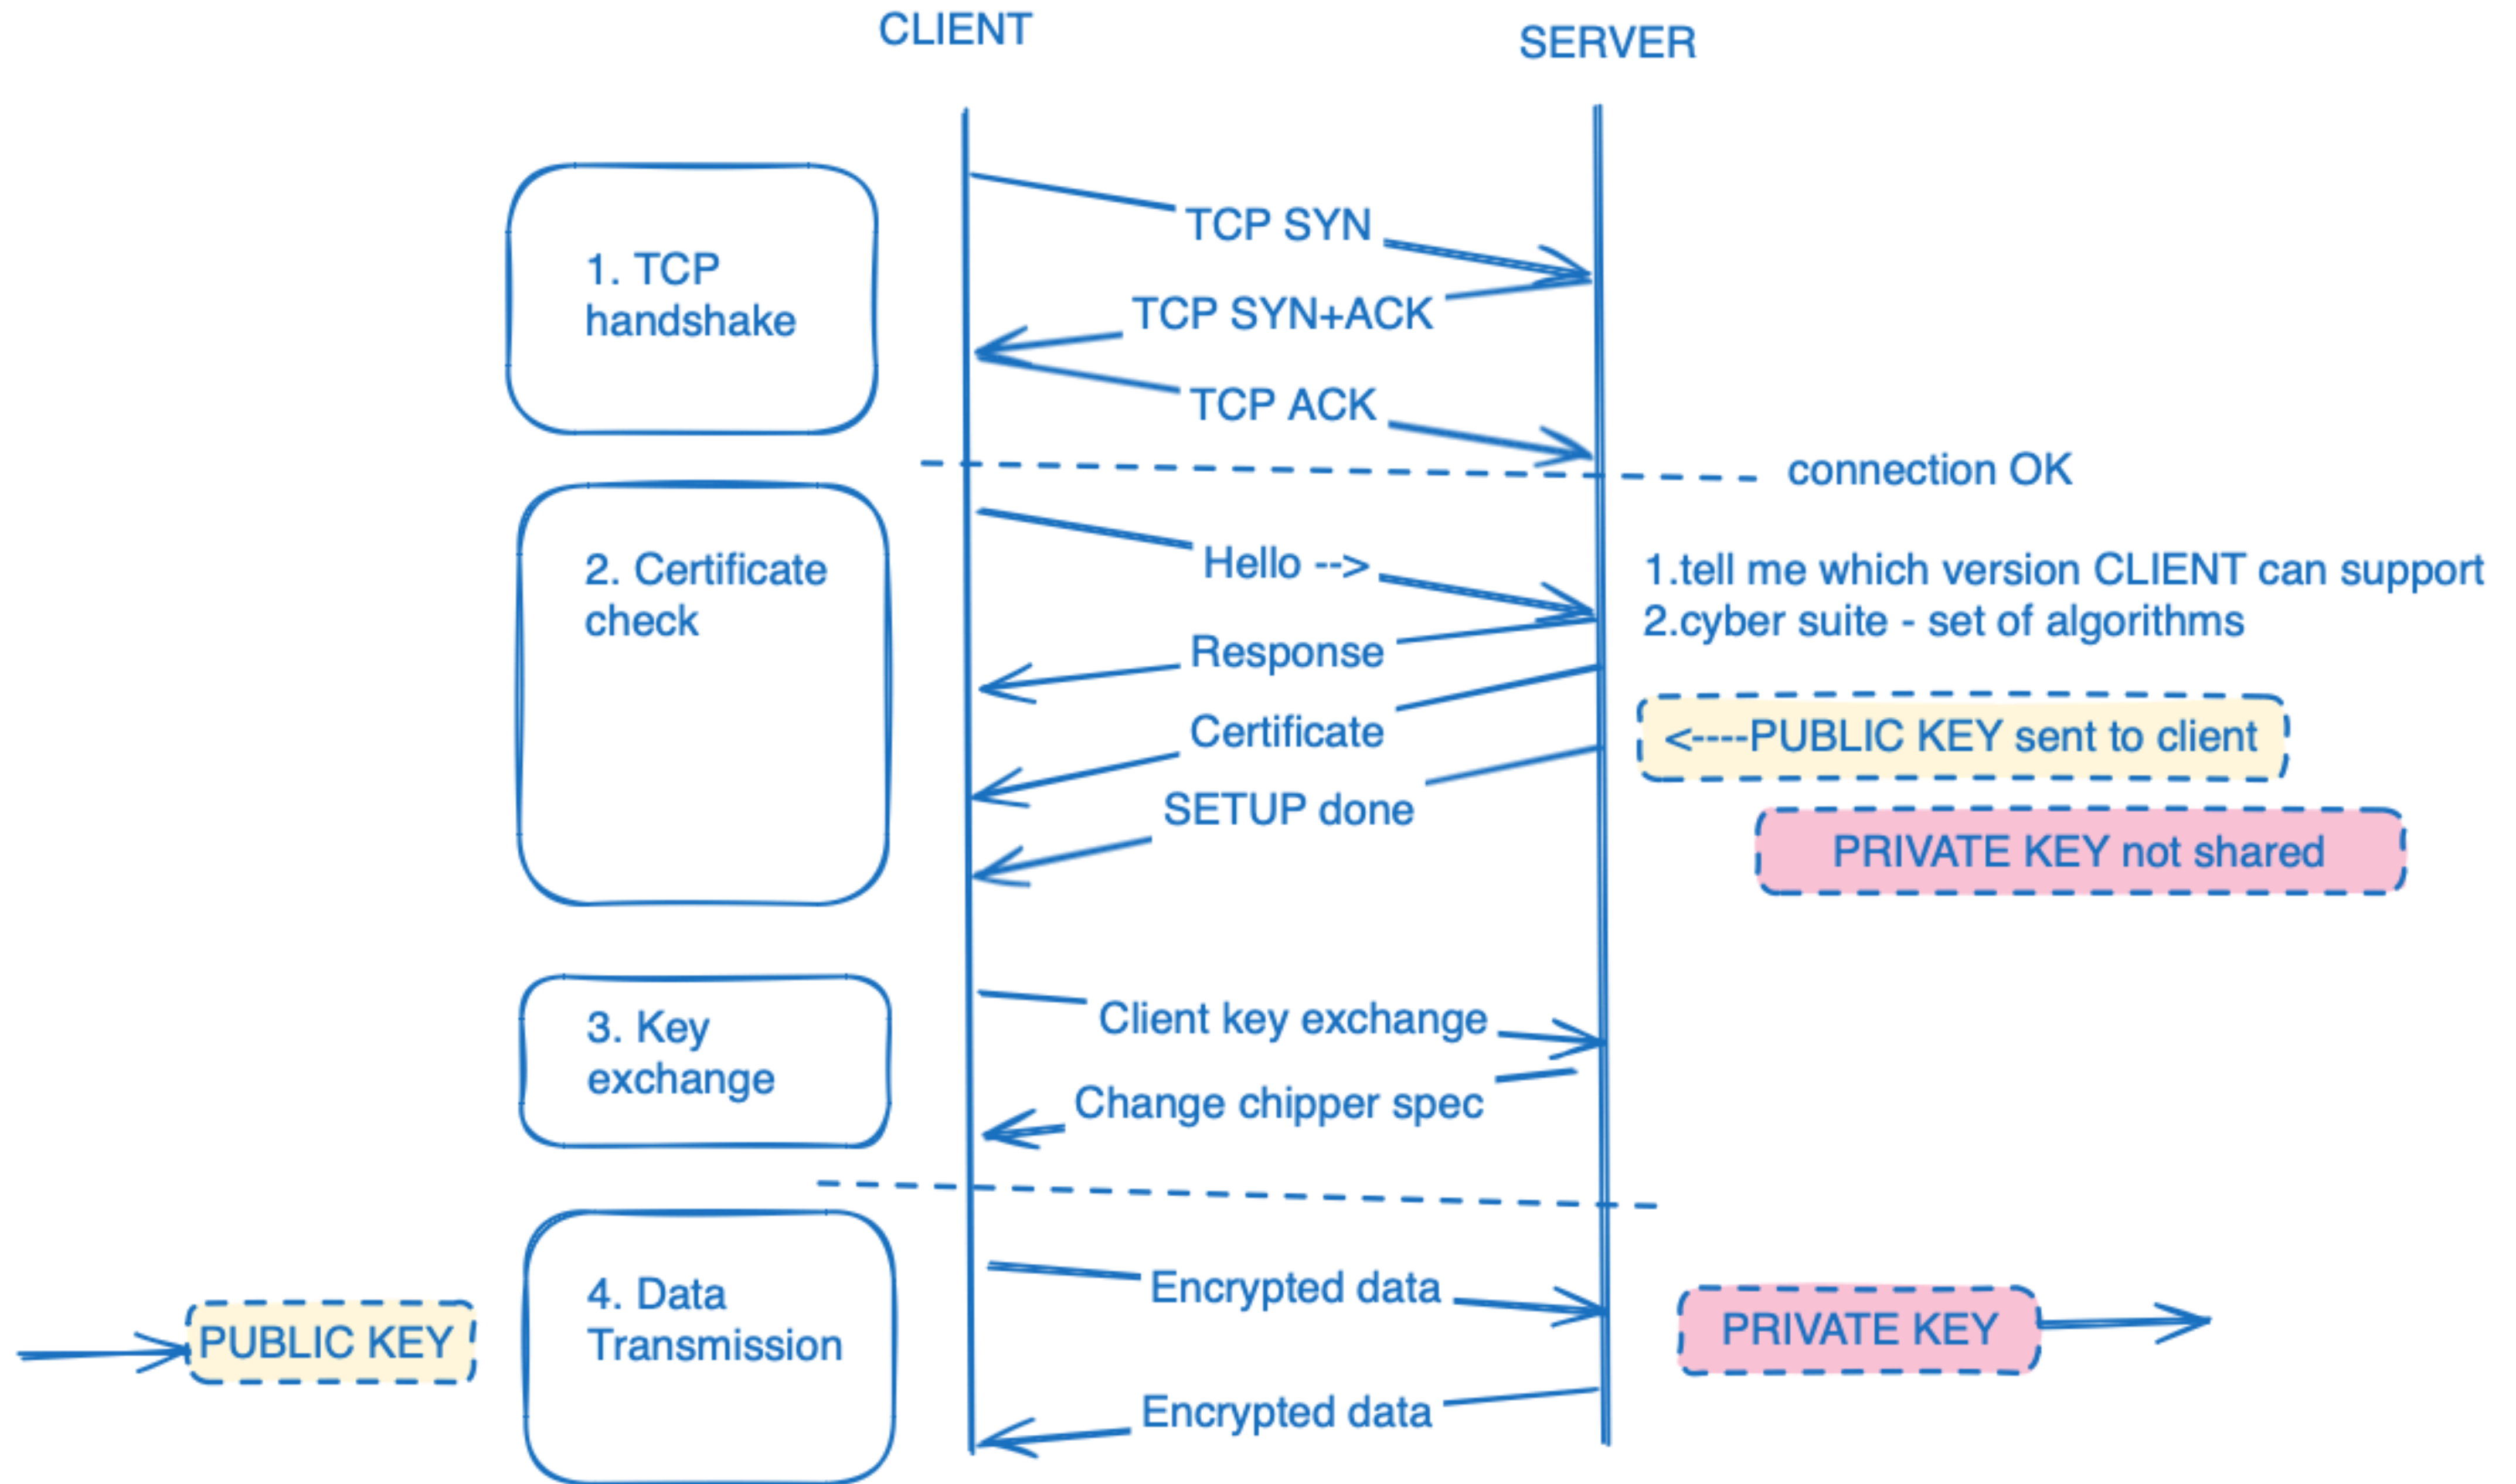 CLIENT
SERVER
1. TCP
handshake
TCP SYN
TCP SYN+ACK
TCP ACK
connection OK
2. Certificate
check
Hello -->
1.tell me which version CLIENT can support
2.cyber suite - set of algorithms
Response
Certificate
<----PUBLIC KEY sent to client
SETUP done
PRIVATE KEY not shared
3. Key
exchange
Client key exchange
Change chipper spec
4. Data
Transmission
PUBLIC KEY
Encrypted data
PRIVATE KEY
Encrypted data